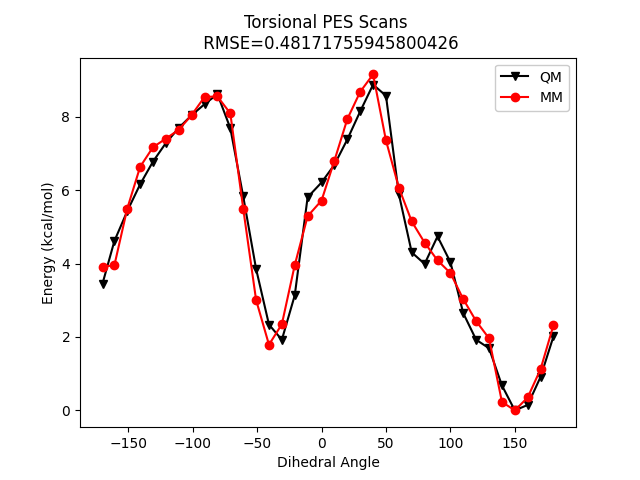 Torsional PES Scans
RMSE=0.48171755945800426
QM
MM
Energy (kcal/mol)
8
6
4
2
0
−150
−100
−50
0
50
100
150
Dihedral Angle